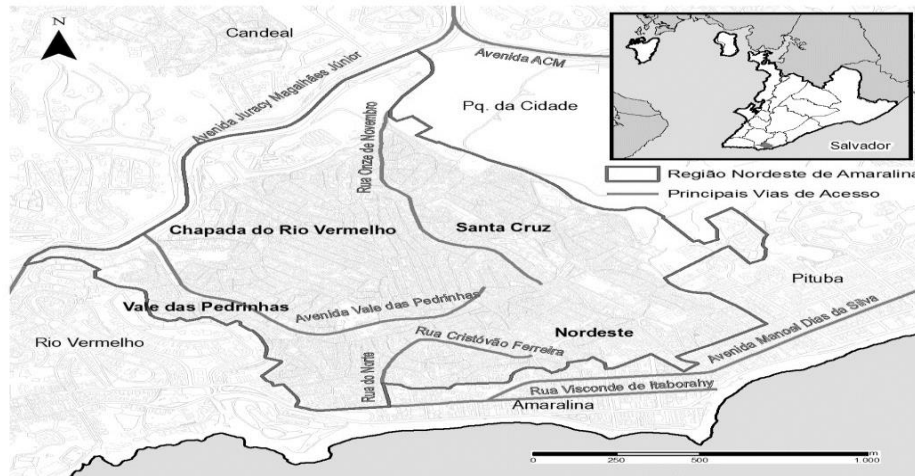 N
Candeal
Avenida ACM
Avenida Juracy Magalhães Júnior
Pq. da Cidade
Salvador
Região Nordeste de Amaralina
Principais Vias de Acesso
Rua Onze de Novembro
Chapada do Rio Vermelho
Santa Cruz
Pituba
Vale das Pedrinhas
Avenida Vale das Pedrinhas
Rio Vermelho
Rua Cristóvão Ferreira
Nordeste
Avenida Manoel Dias da Silva
Rua do Norte
Rua Visconde de Itaborahy
Amaralina
0 250 500 1.000
m